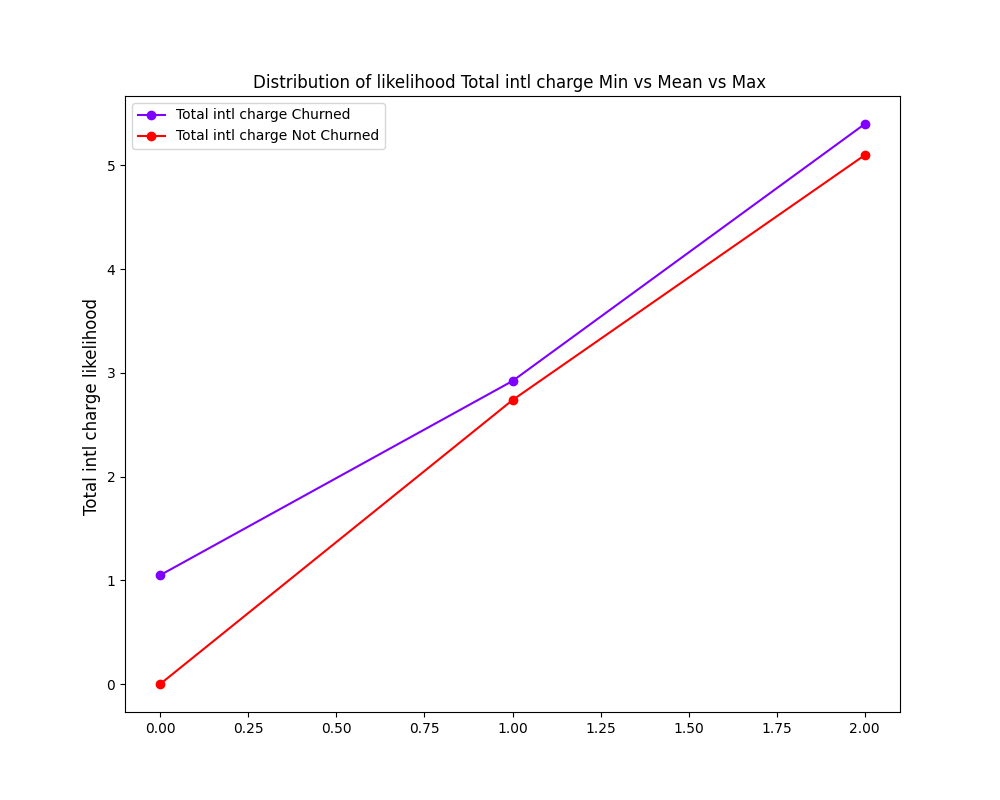 Distribution of likelihood Total intl charge Min vs Mean vs Max
Total intl charge Churned
Total intl charge Not Churned
Total intl charge likelihood
5
4
3
2
1
0
0.00 0.25 0.50 0.75 1.00 1.25 1.50 1.75 2.00